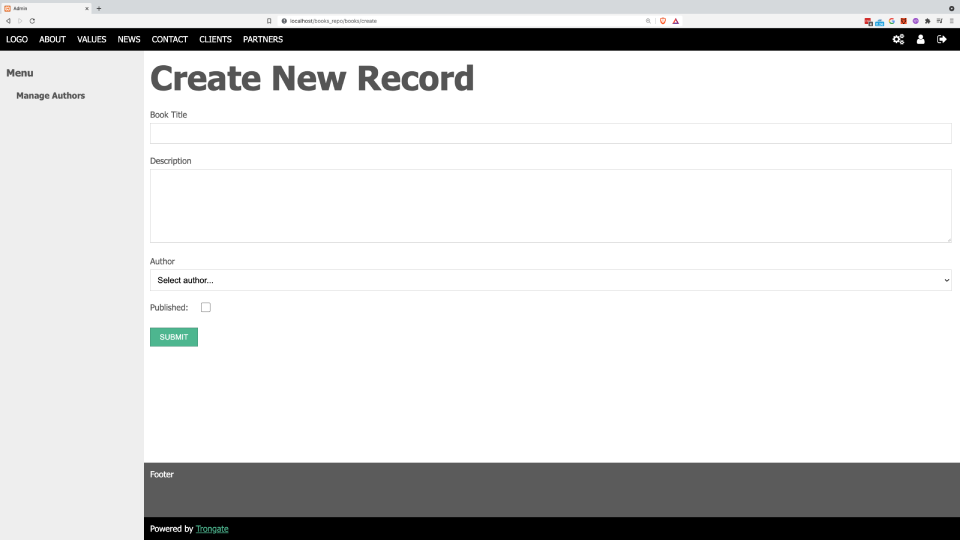 Admin
localhost/books_repo/books/create
LOGO ABOUT VALUES NEWS CONTACT CLIENTS PARTNERS
Menu
Manage Authors
Create New Record
Book Title
Description
Author
Select author...
Published:
SUBMIT
Footer
Powered by Trongate